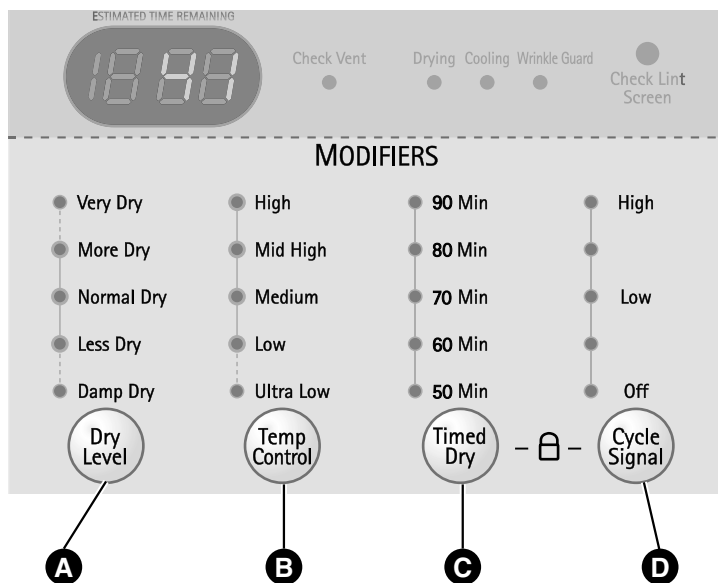 ESTIMATED TIME REMAINING
41
Check Vent
Drying Cooling Wrinkle Guard
Check Lint
Screen
MODIFIERS
Very Dry High 90 Min High
More Dry Mid High 80 Min
Normal Dry Medium 70 Min Low
Less Dry Low 60 Min
Damp Dry Ultra Low 50 Min Off
Dry
Level
Temp
Control
Timed
Dry
Cycle
Signal
A B C D